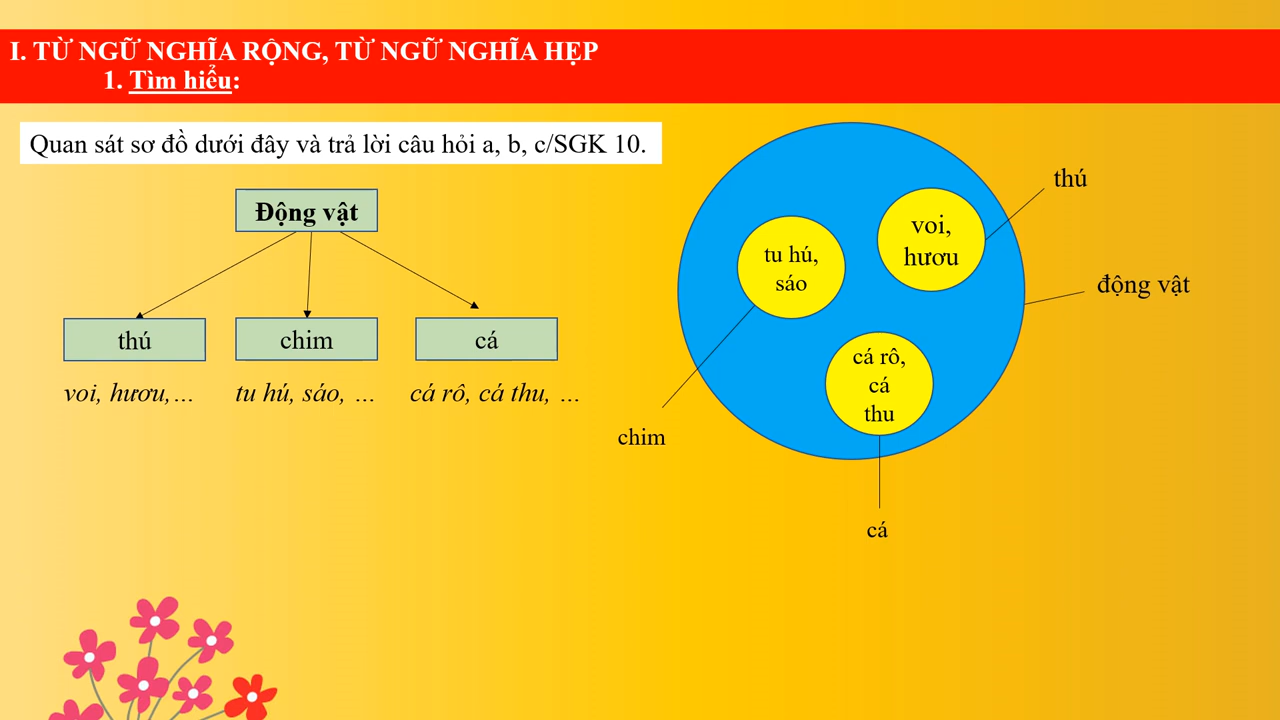 I. TỪ NGỮ NGHĨA RỘNG, TỪ NGỮ NGHĨA HẸP
1. Tìm hiểu:
Quan sát sơ đồ dưới đây và trả lời câu hỏi a, b, c/SGK 10.
Động vật
thú
chim
cá
voi, hươu,…
tu hú, sáo, …
cá rô, cá thu, …
thú
voi,
hươu
tu hú,
sáo
động vật
cá rô,
cá
thu
chim
cá